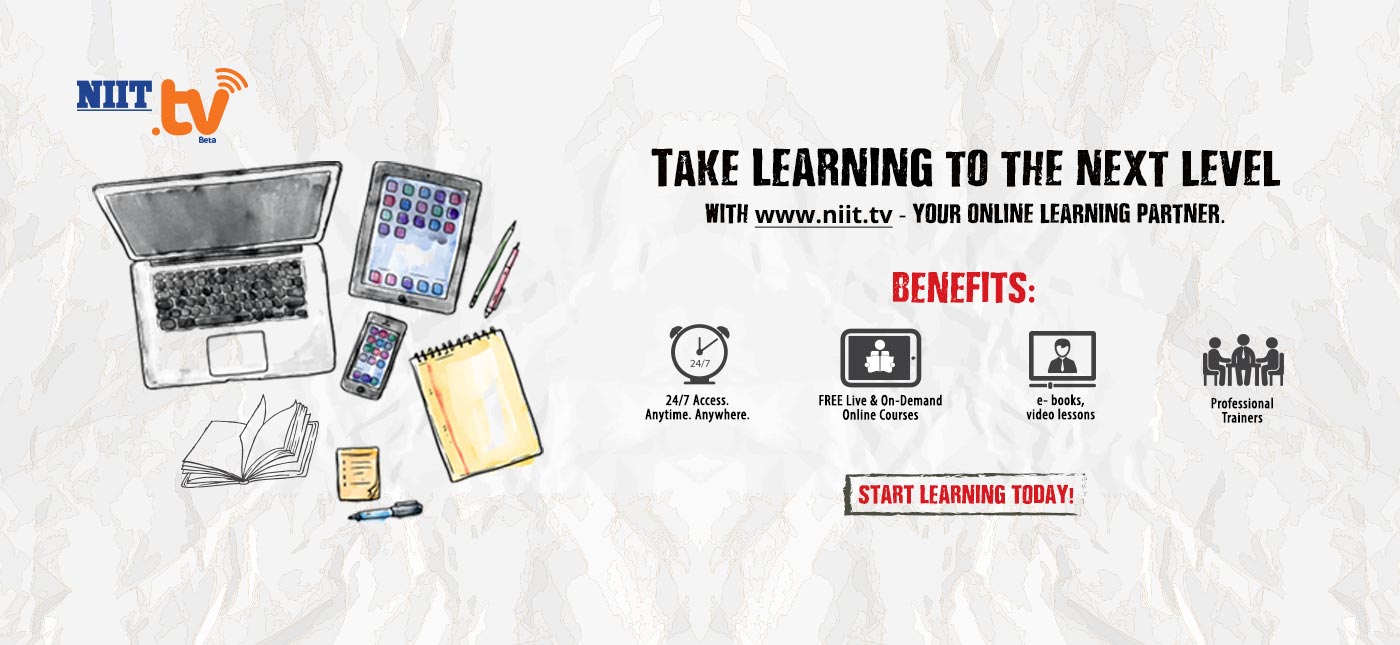 NIIT
.tv
Beta
TAKE LEARNING TO THE NEXT LEVEL
WITH www.niit.tv - YOUR ONLINE LEARNING PARTNER.
BENEFITS:
24/7
24/7 Access.
Anytime. Anywhere.
FREE Live & On-Demand
Online Courses
e- books,
video lessons
Professional
Trainers
START LEARNING TODAY!